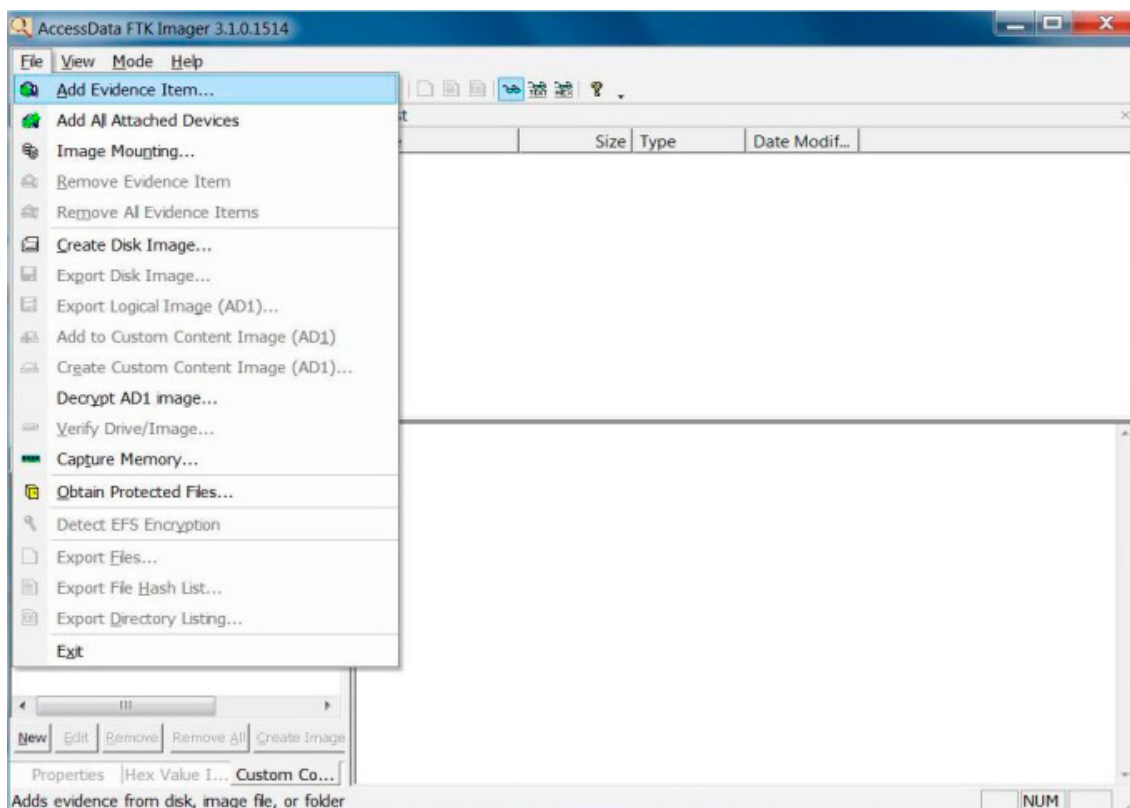 AccessData FTK Imager 3.1.0.1514
File View Mode Help
Add Evidence Item...
Add All Attached Devices
Image Mounting...
Remove Evidence Item
Remove All Evidence Items
Create Disk Image...
Export Disk Image...
Export Logical Image (AD1)...
Add to Custom Content Image (AD1)
Create Custom Content Image (AD1)...
Decrypt AD1 image...
Verify Drive/Image...
Capture Memory...
Obtain Protected Files...
Detect EFS Encryption
Export Files...
Export File Hash List...
Export Directory Listing...
Exit
Size Type Date Modif...
New Edit Remove Remove All Create Image
Properties Hex Value I... Custom Co...
Adds evidence from disk, image file, or folder
NUM